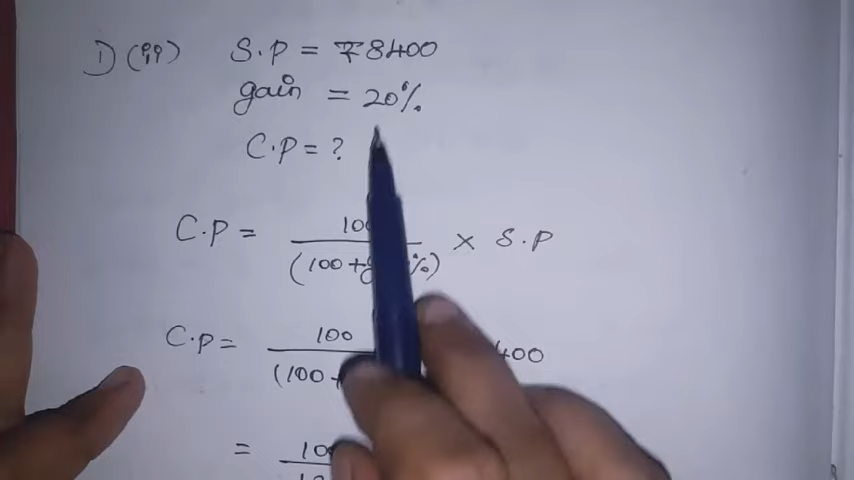 1) (ii) S.P = ₹8400
gain = 20%
C.P = ?
C.P = 100 / (100 + %) × S.P
C.P = 100 / (100 + 400
= 10